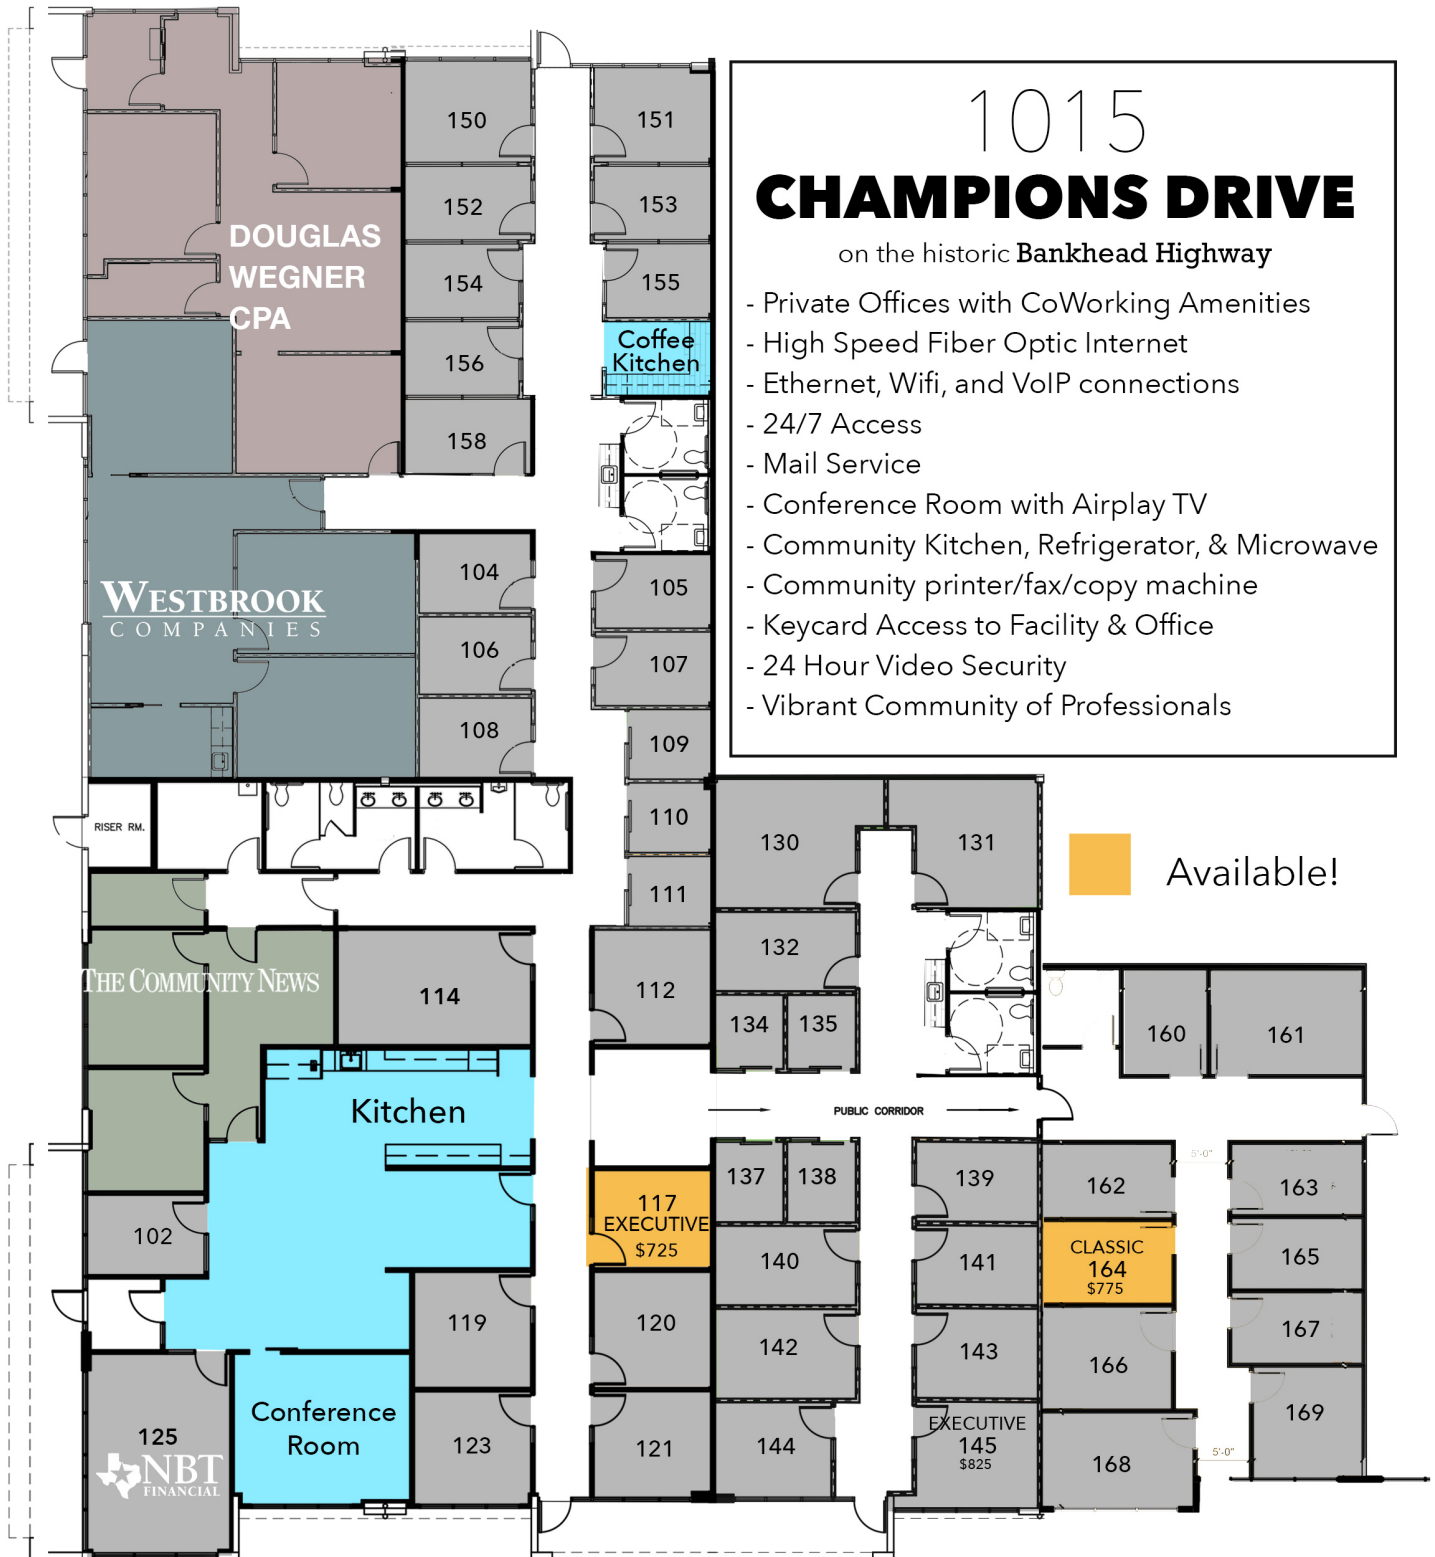 1015
CHAMPIONS DRIVE
on the historic Bankhead Highway
- Private Offices with CoWorking Amenities
- High Speed Fiber Optic Internet
- Ethernet, Wifi, and VoIP connections
- 24/7 Access
- Mail Service
- Conference Room with Airplay TV
- Community Kitchen, Refrigerator, & Microwave
- Community printer/fax/copy machine
- Keycard Access to Facility & Office
- 24 Hour Video Security
- Vibrant Community of Professionals
Available!
DOUGLAS
WEGNER
CPA
150
151
152
153
154
155
156
Coffee
Kitchen
158
WESTBROOK
COMPANIES
104
105
106
107
108
109
110
111
RISER RM.
THE COMMUNITY NEWS
114
112
Kitchen
102
117
EXECUTIVE
$725
119
120
Conference
Room
123
121
125
NBT
FINANCIAL
130
131
132
134
135
PUBLIC CORRIDOR
137
138
139
140
141
142
143
144
EXECUTIVE
145
$825
160
161
5'-0"
162
163
CLASSIC
164
$775
165
166
167
168
169
5'-0"